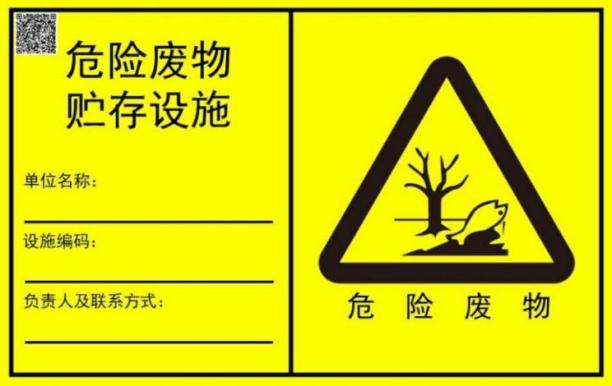 危险废物
贮存设施
单位名称：
设施编码：
负责人及联系方式：
危险废物